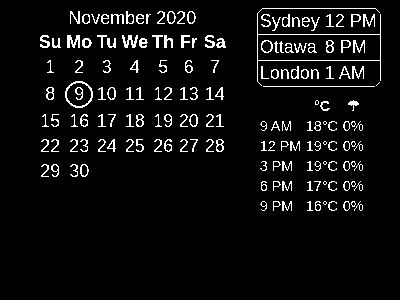 November 2020
Su Mo Tu We Th Fr Sa
1 2 3 4 5 6 7
8 9 10 11 12 13 14
15 16 17 18 19 20 21
22 23 24 25 26 27 28
29 30
Sydney 12 PM
Ottawa 8 PM
London 1 AM
°C
9 AM 18°C 0%
12 PM 19°C 0%
3 PM 19°C 0%
6 PM 17°C 0%
9 PM 16°C 0%